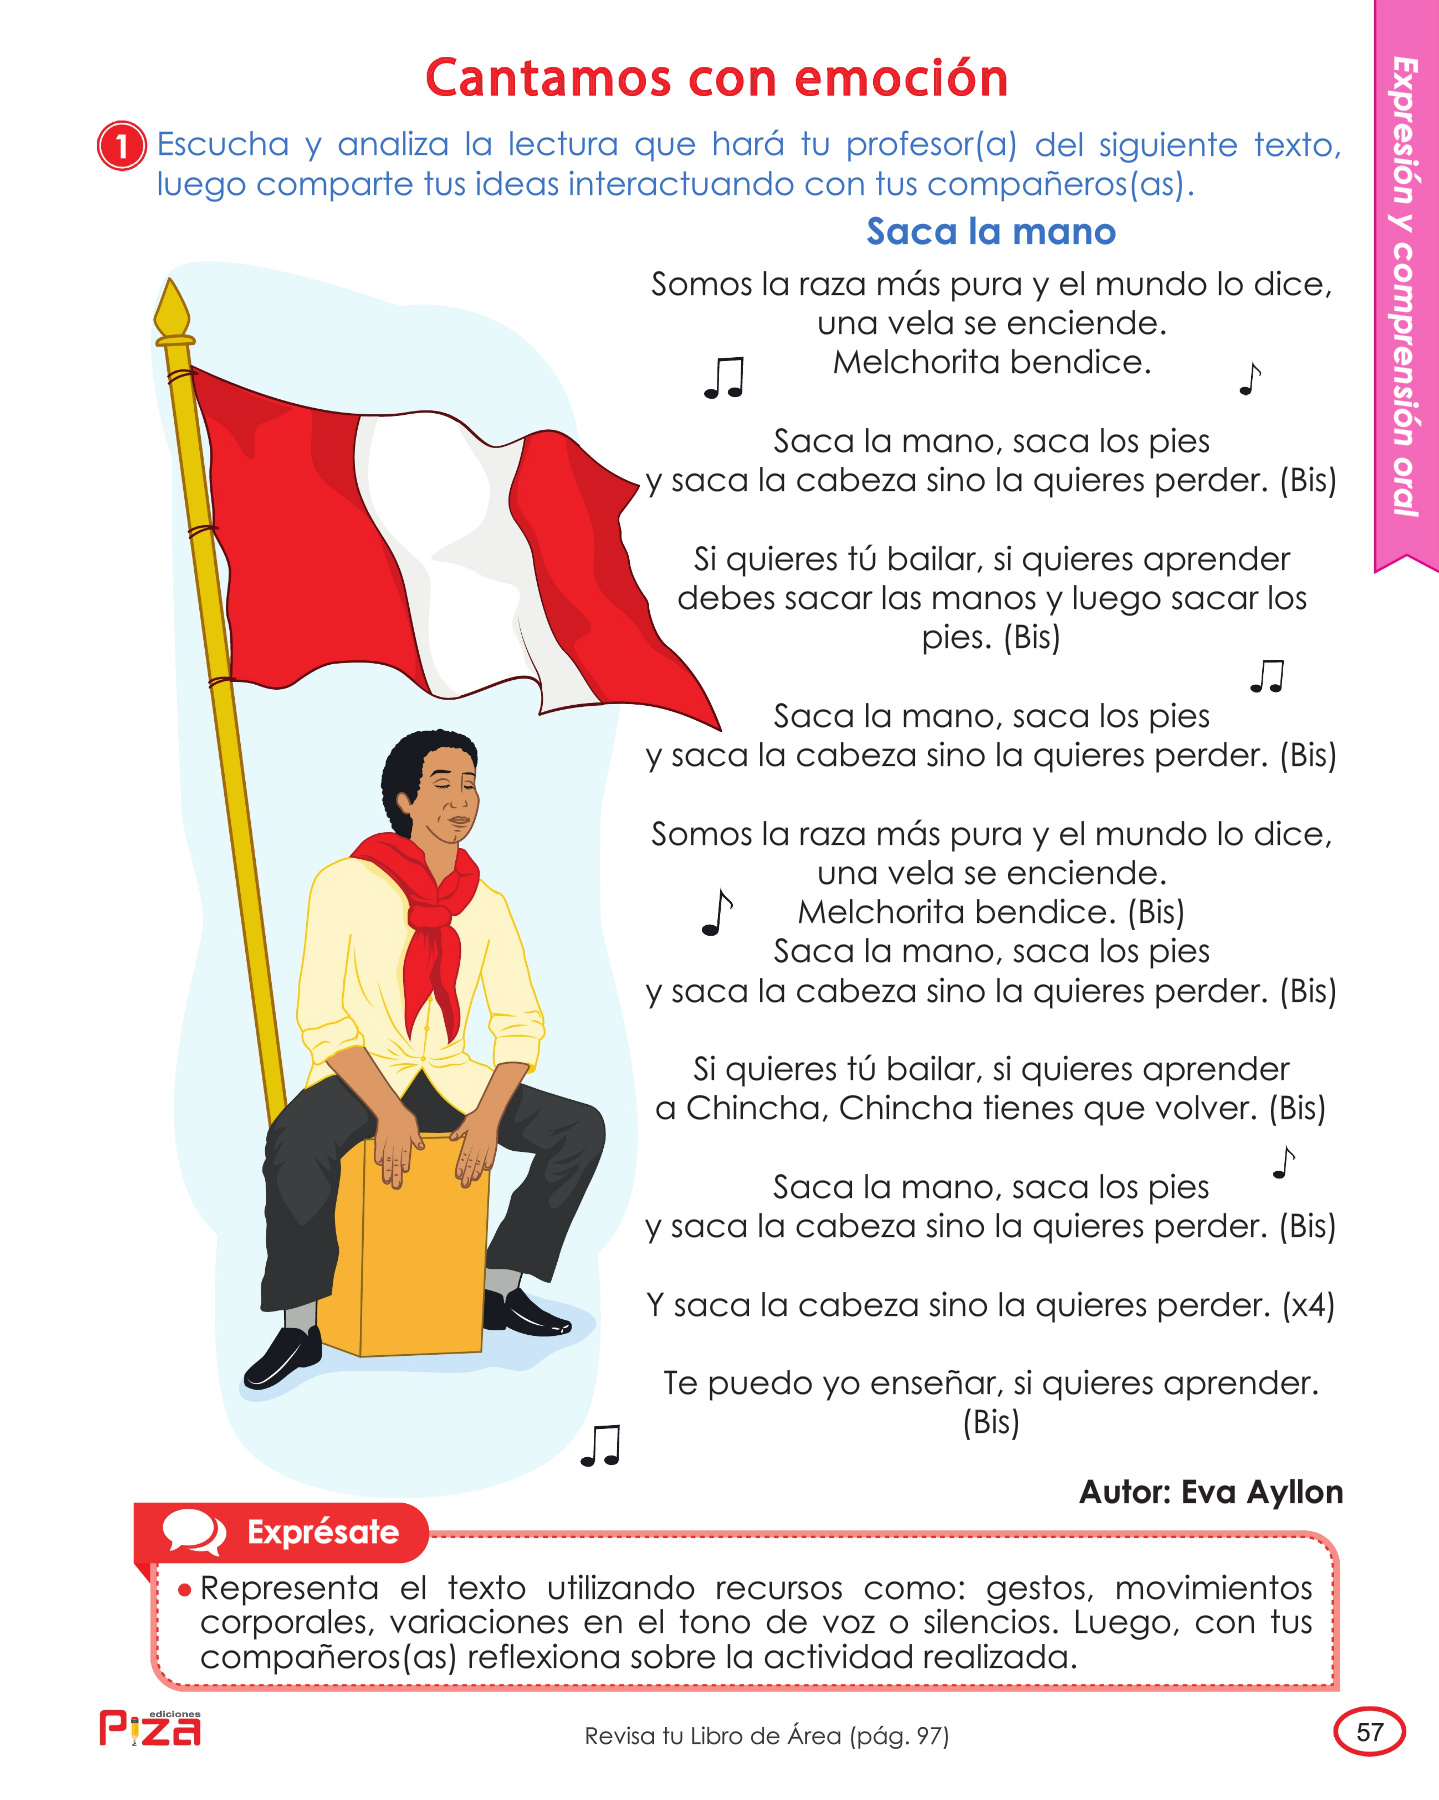 Cantamos con emoción
1 Escucha y analiza la lectura que hará tu profesor(a) del siguiente texto,
luego comparte tus ideas interactuando con tus compañeros(as).
Saca la mano
Somos la raza más pura y el mundo lo dice,
una vela se enciende.
Melchorita bendice.
Saca la mano, saca los pies
y saca la cabeza sino la quieres perder. (Bis)
Si quieres tú bailar, si quieres aprender
debes sacar las manos y luego sacar los
pies. (Bis)
Saca la mano, saca los pies
y saca la cabeza sino la quieres perder. (Bis)
Somos la raza más pura y el mundo lo dice,
una vela se enciende.
Melchorita bendice. (Bis)
Saca la mano, saca los pies
y saca la cabeza sino la quieres perder. (Bis)
Si quieres tú bailar, si quieres aprender
a Chincha, Chincha tienes que volver. (Bis)
Saca la mano, saca los pies
y saca la cabeza sino la quieres perder. (Bis)
Y saca la cabeza sino la quieres perder. (x4)
Te puedo yo enseñar, si quieres aprender.
(Bis)
Autor: Eva Ayllon
Exprésate
• Representa el texto utilizando recursos como: gestos, movimientos
corporales, variaciones en el tono de voz o silencios. Luego, con tus
compañeros(as) reflexiona sobre la actividad realizada.
ediciones
Piza
Revisa tu Libro de Área (pág. 97)
57
Expresión y comprensión oral